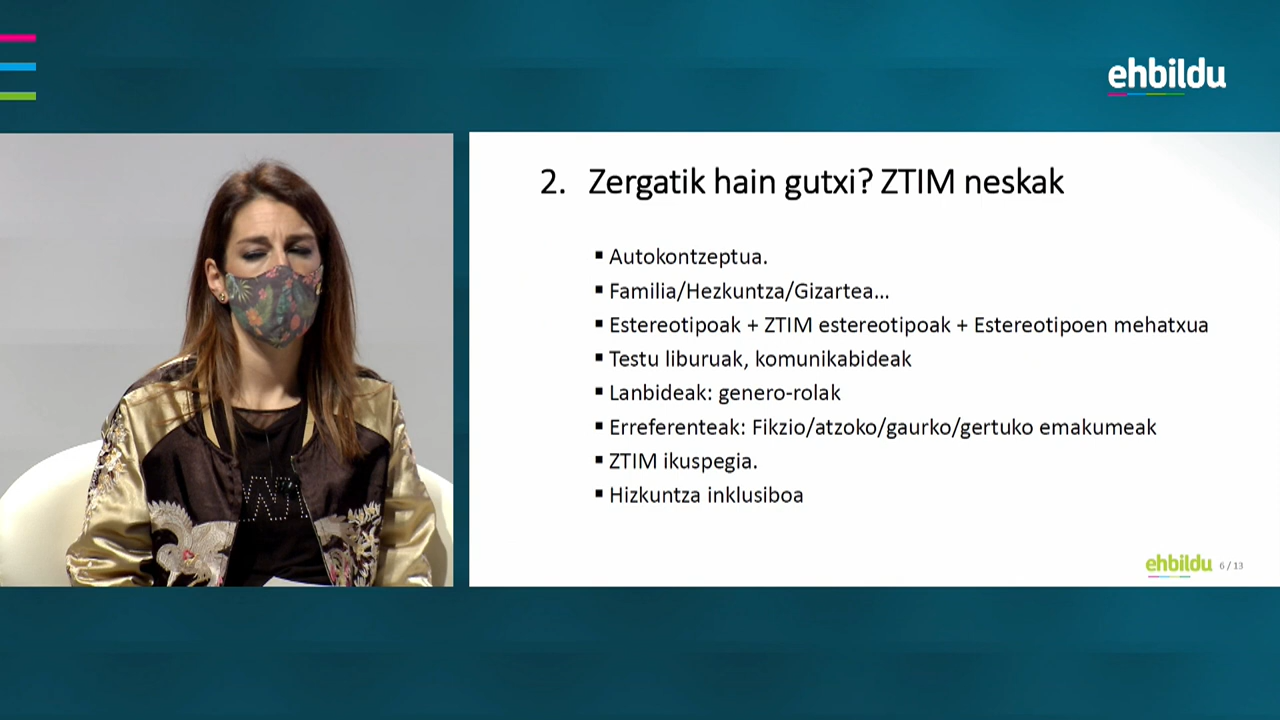 ehbildu
2. Zergatik hain gutxi? ZTIM neskak
▪ Autokontzeptua.
▪ Familia/Hezkuntza/Gizartea...
▪ Estereotipoak + ZTIM estereotipoak + Estereotipoen mehatxua
▪ Testu liburuak, komunikabideak
▪ Lanbideak: genero-rolak
▪ Erreferenteak: Fikzio/atzoko/gaurko/gertuko emakumeak
▪ ZTIM ikuspegia.
▪ Hizkuntza inklusiboa
ehbildu 6 / 13